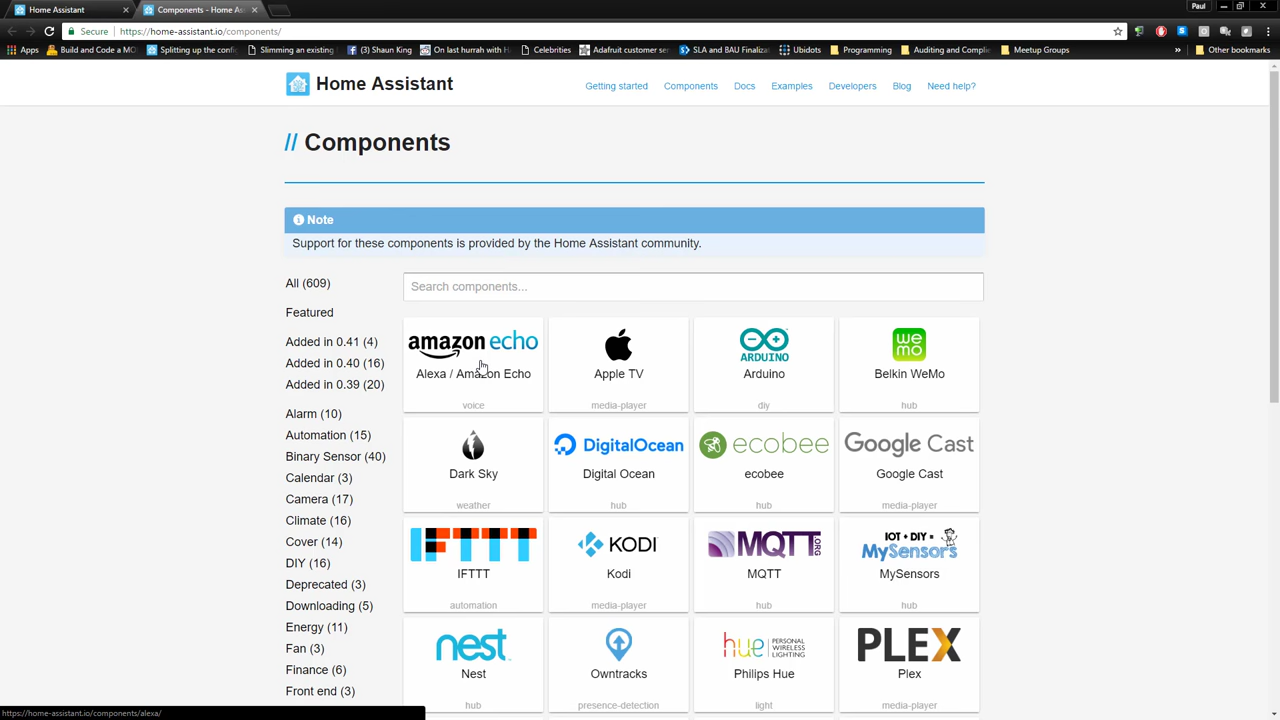 Home Assistant
Components - Home As
Paul
Secure
https://home-assistant.io/components/
Apps
Build and Code a MO
Splitting up the config
Slimming an existing
(3) Shaun King
On last hurrah with H
Celebrities
Adafruit customer ser
SLA and BAU Finaliza
Ubidots
Programming
Auditing and Complie
Meetup Groups
»
Other bookmarks
Home Assistant
Getting started
Components
Docs
Examples
Developers
Blog
Need help?
// Components
Note
Support for these components is provided by the Home Assistant community.
All (609)
Featured
Added in 0.41 (4)
Added in 0.40 (16)
Added in 0.39 (20)
Alarm (10)
Automation (15)
Binary Sensor (40)
Calendar (3)
Camera (17)
Climate (16)
Cover (14)
DIY (16)
Deprecated (3)
Downloading (5)
Energy (11)
Fan (3)
Finance (6)
Front end (3)
Search components...
amazon echo
Alexa / Amazon Echo
voice
Apple TV
media-player
ARDUINO
Arduino
diy
we
mo
Belkin WeMo
hub
Dark Sky
weather
DigitalOcean
Digital Ocean
hub
ecobee
ecobee
hub
Google Cast
Google Cast
media-player
IFTTT
IFTTT
automation
KODI
Kodi
media-player
MQTT.ORG
MQTT
hub
IOT + DIY =
MySensors
MySensors
hub
nest
Nest
hub
Owntracks
presence-detection
hue PERSONAL
WIRELESS
LIGHTING
Philips Hue
light
PLEX
Plex
media-player
https://home-assistant.io/components/alexa/